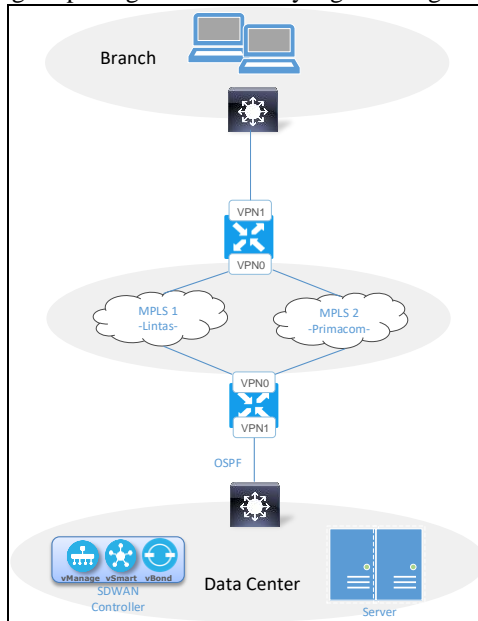 Branch
VPN1
VPN0
MPLS 1
-Lintas-
MPLS 2
-Primacom-
VPN0
VPN1
OSPF
vManage vSmart vBond
SDWAN
Controller
Data Center
Server